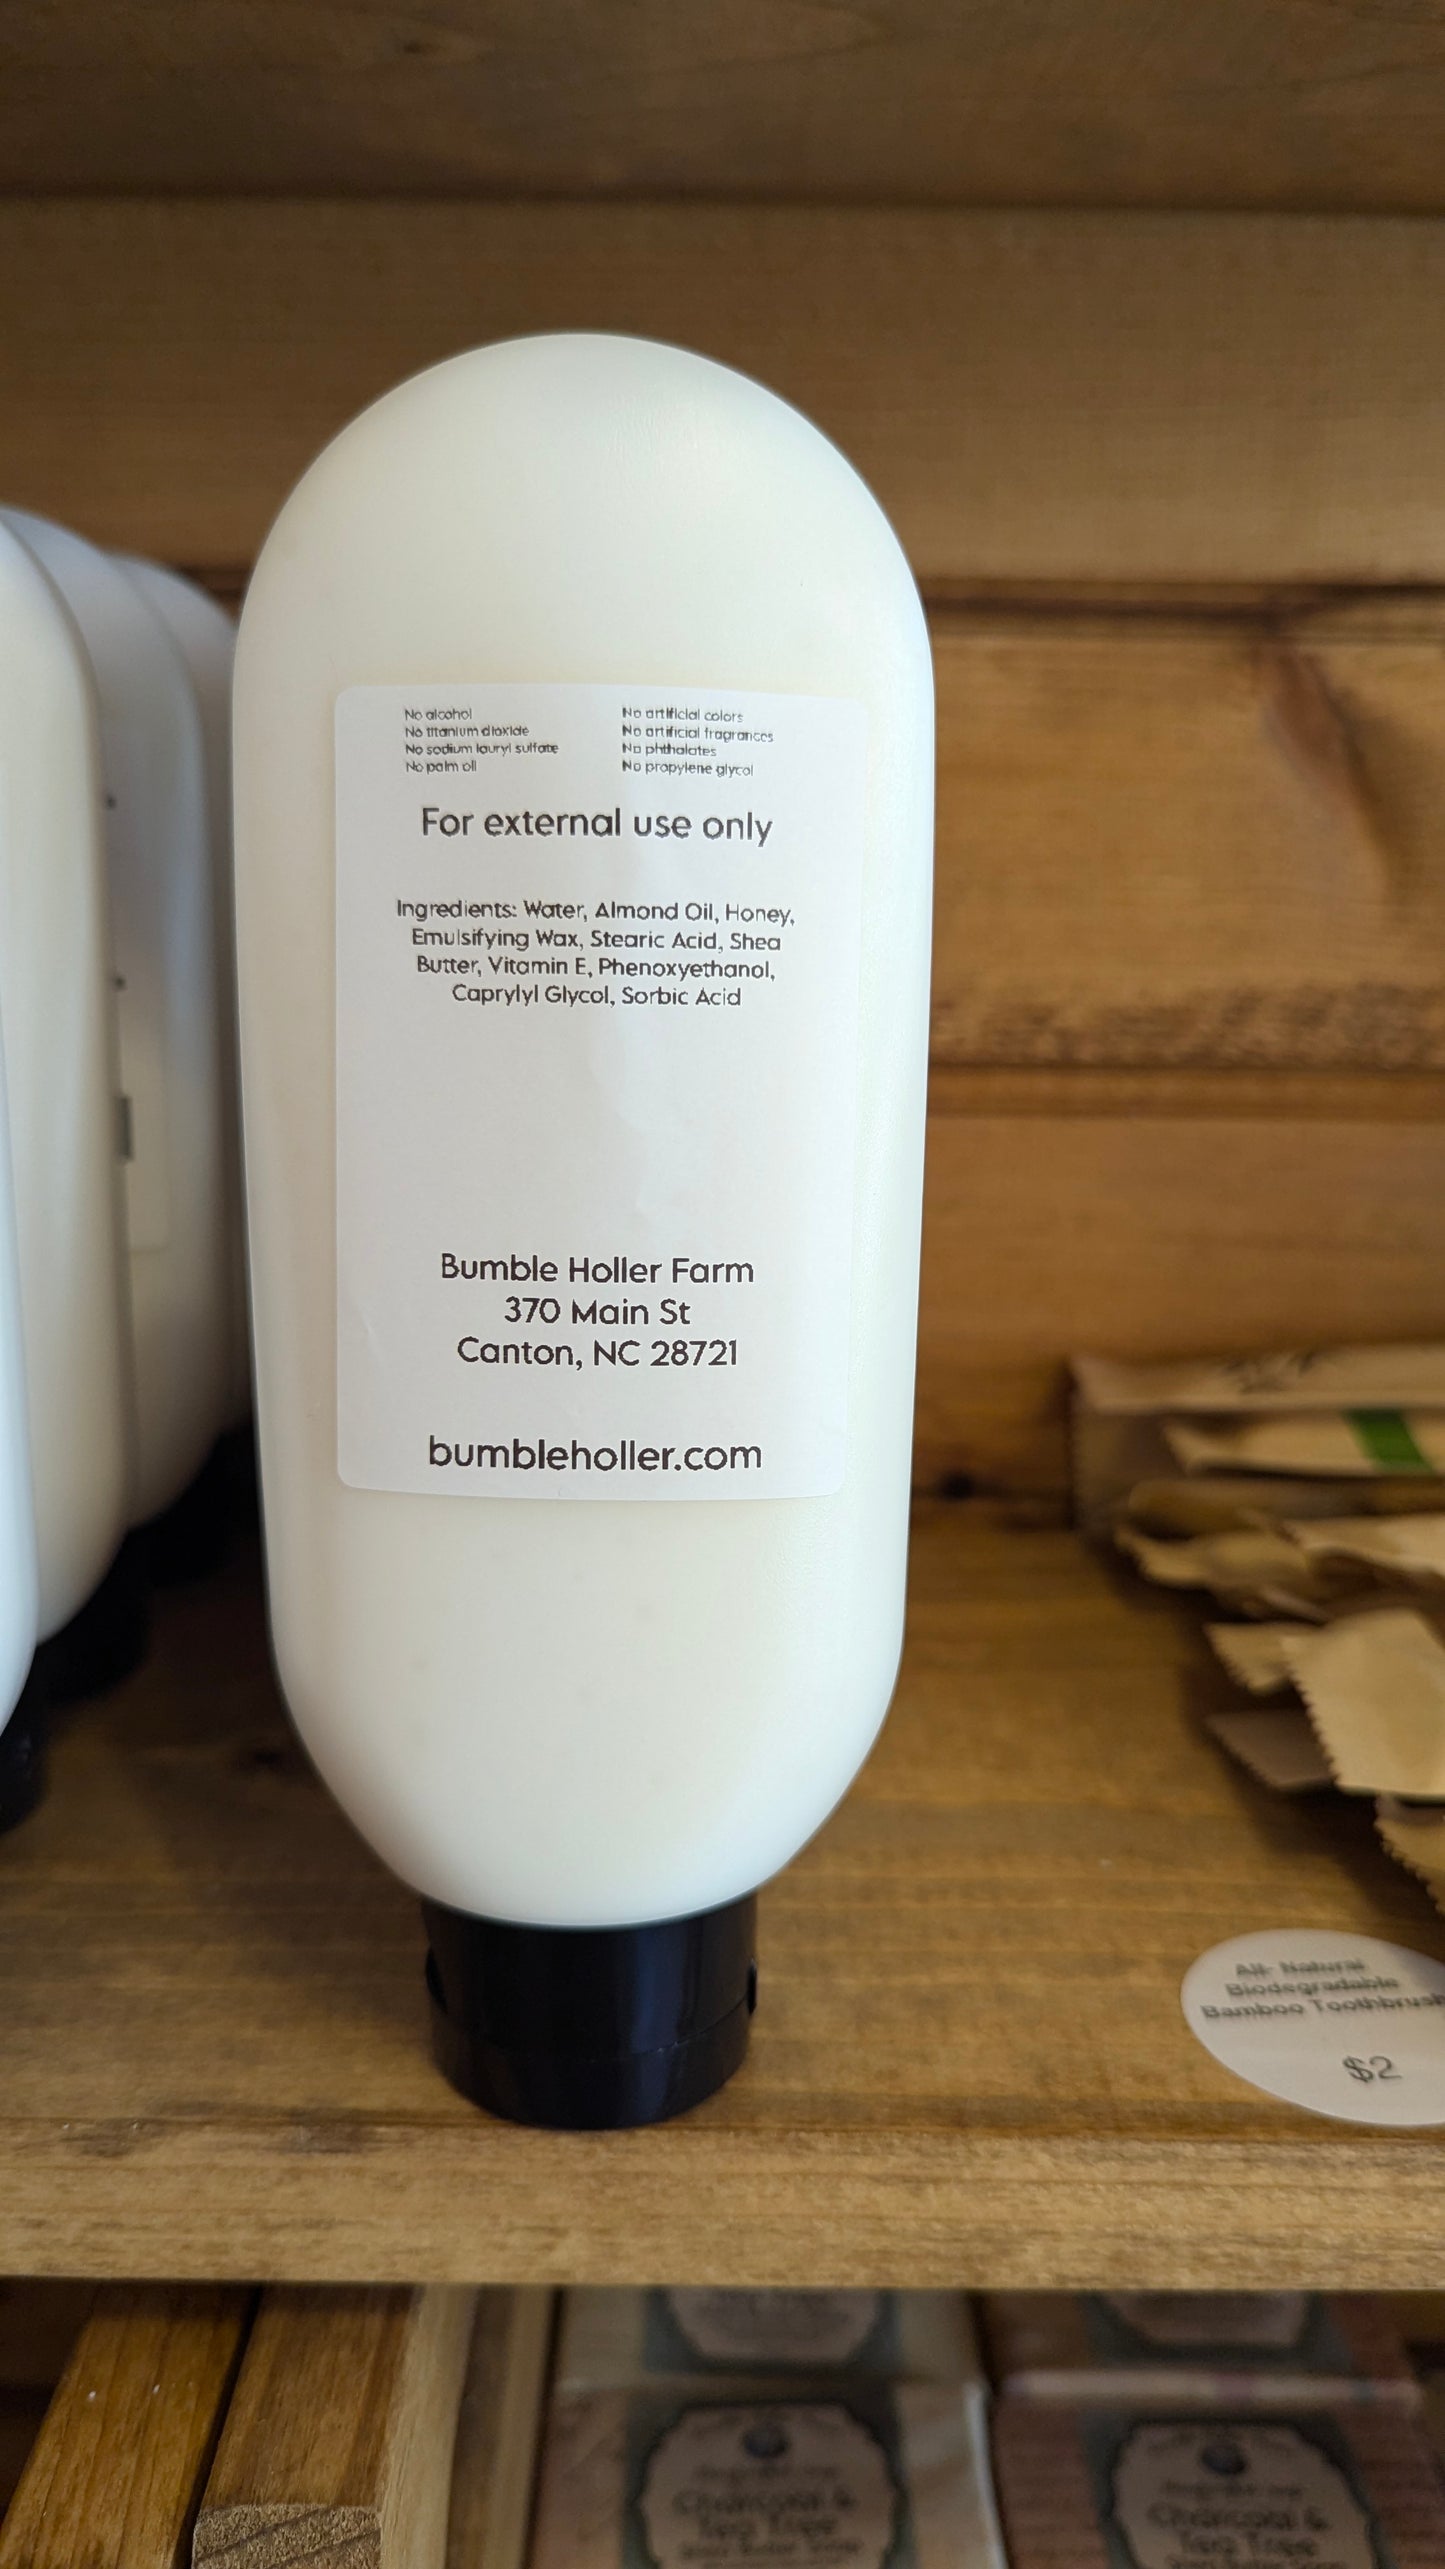 No alcohol
No titanium dioxide
No sodium lauryl sulfate
No palm oil
No artificial colors
No artificial fragrances
No phthalates
No propylene glycol
For external use only
Ingredients: Water, Almond Oil, Honey,
Emulsifying Wax, Stearic Acid, Shea
Butter, Vitamin E, Phenoxyethanol,
Caprylyl Glycol, Sorbic Acid
Bumble Holler Farm
370 Main St
Canton, NC 28721
bumbleholler.com
All-Natural
Biodegradable
Bamboo Toothbrush
$2
Charcoal &
Tea Tree
Charcoal &
Tea Tree